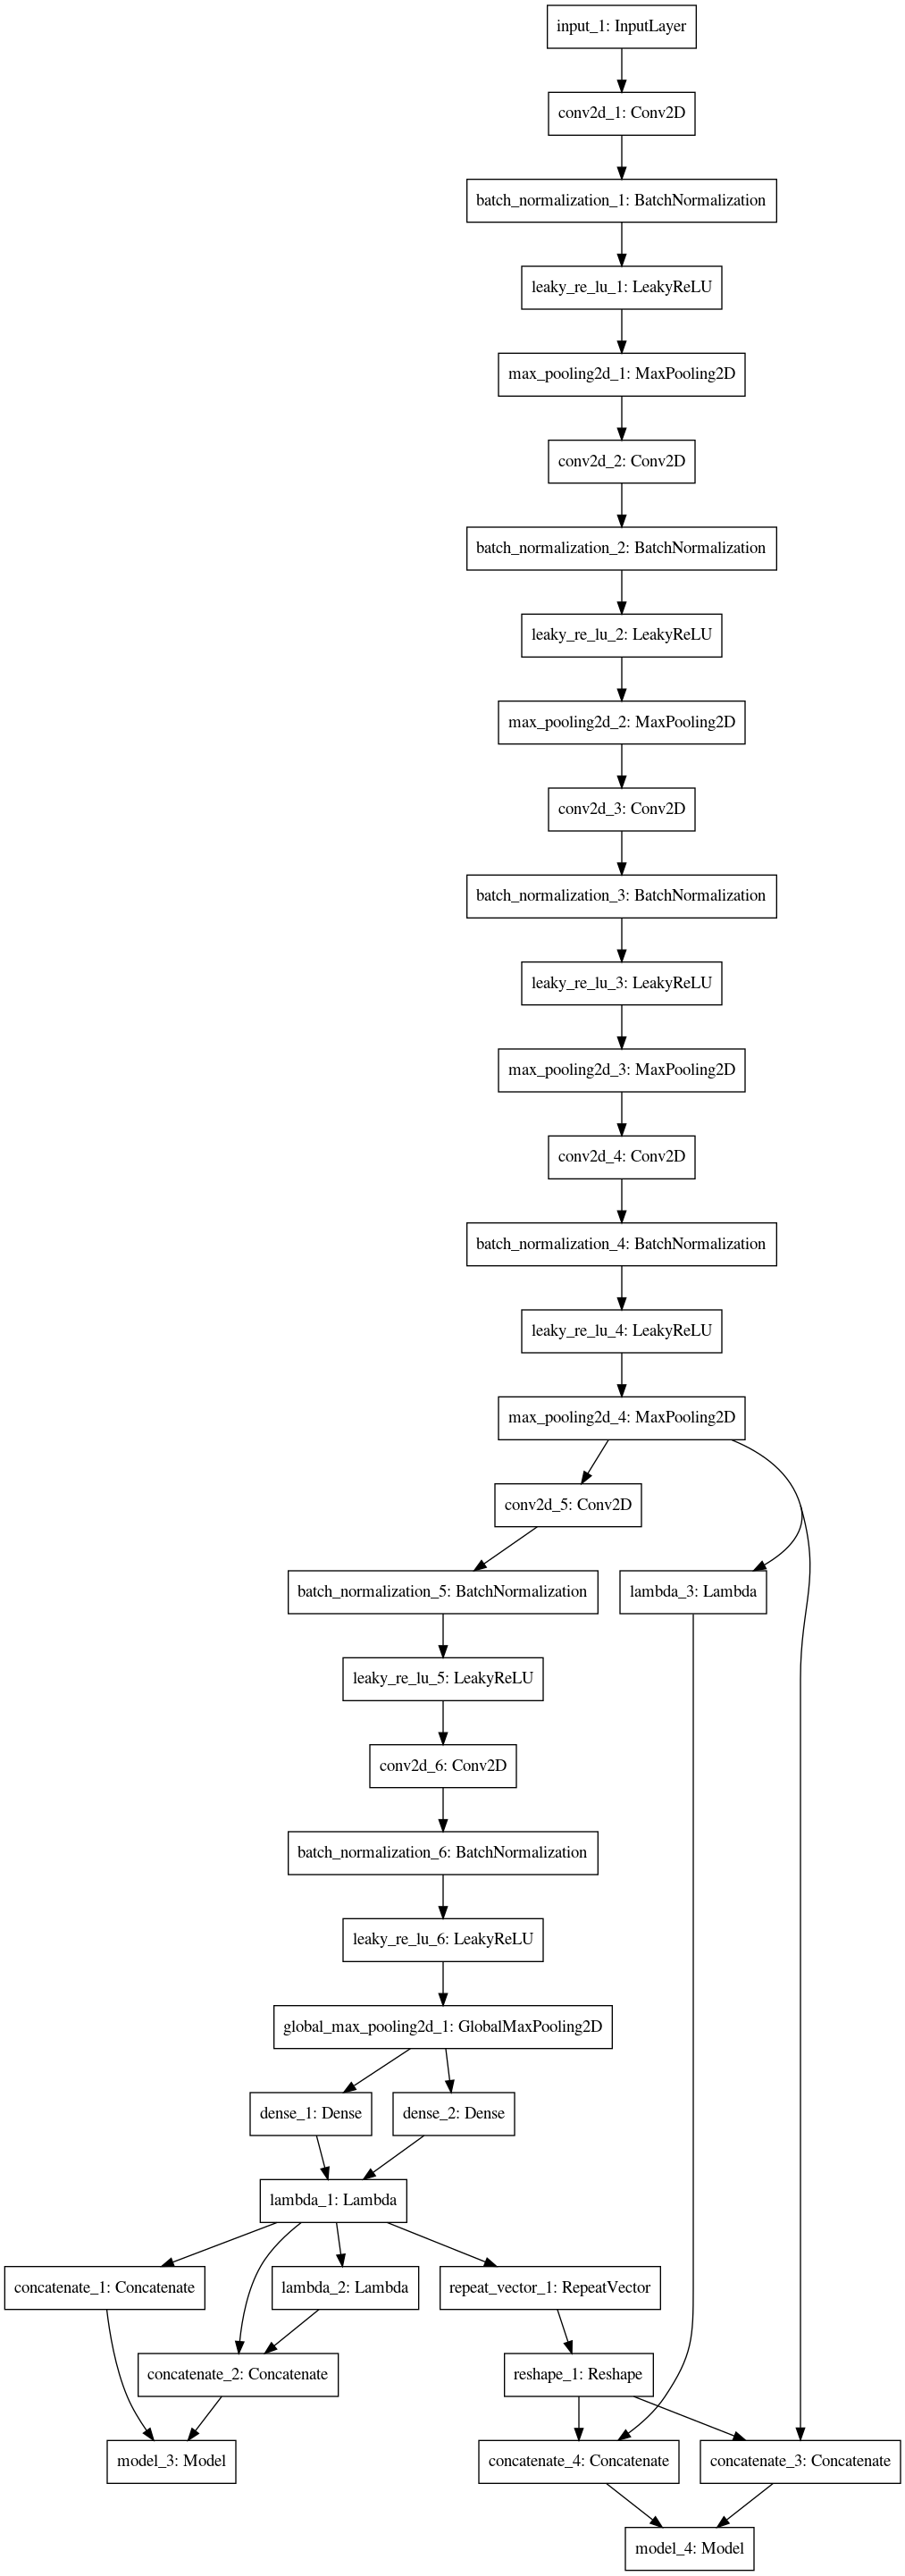 input_1: InputLayer
conv2d_1: Conv2D
batch_normalization_1: BatchNormalization
leaky_re_lu_1: LeakyReLU
max_pooling2d_1: MaxPooling2D
conv2d_2: Conv2D
batch_normalization_2: BatchNormalization
leaky_re_lu_2: LeakyReLU
max_pooling2d_2: MaxPooling2D
conv2d_3: Conv2D
batch_normalization_3: BatchNormalization
leaky_re_lu_3: LeakyReLU
max_pooling2d_3: MaxPooling2D
conv2d_4: Conv2D
batch_normalization_4: BatchNormalization
leaky_re_lu_4: LeakyReLU
max_pooling2d_4: MaxPooling2D
conv2d_5: Conv2D
batch_normalization_5: BatchNormalization
lambda_3: Lambda
leaky_re_lu_5: LeakyReLU
conv2d_6: Conv2D
batch_normalization_6: BatchNormalization
leaky_re_lu_6: LeakyReLU
global_max_pooling2d_1: GlobalMaxPooling2D
dense_1: Dense
dense_2: Dense
lambda_1: Lambda
concatenate_1: Concatenate
lambda_2: Lambda
repeat_vector_1: RepeatVector
concatenate_2: Concatenate
reshape_1: Reshape
model_3: Model
concatenate_4: Concatenate
concatenate_3: Concatenate
model_4: Model